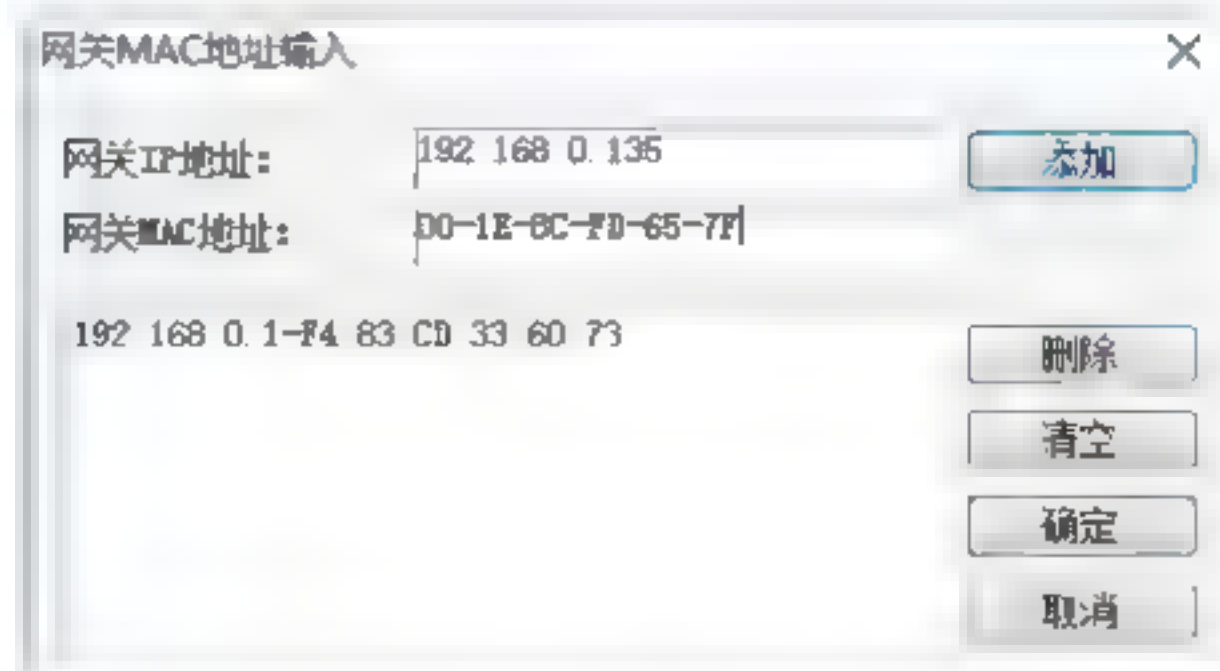 网关MAC地址输入
网关IP地址: 192 168 0.135 添加
网关MAC地址: D0-1E-8C-FD-65-7F
192 168 0.1-F4 83 CD 33 60 73
删除
清空
确定
取消